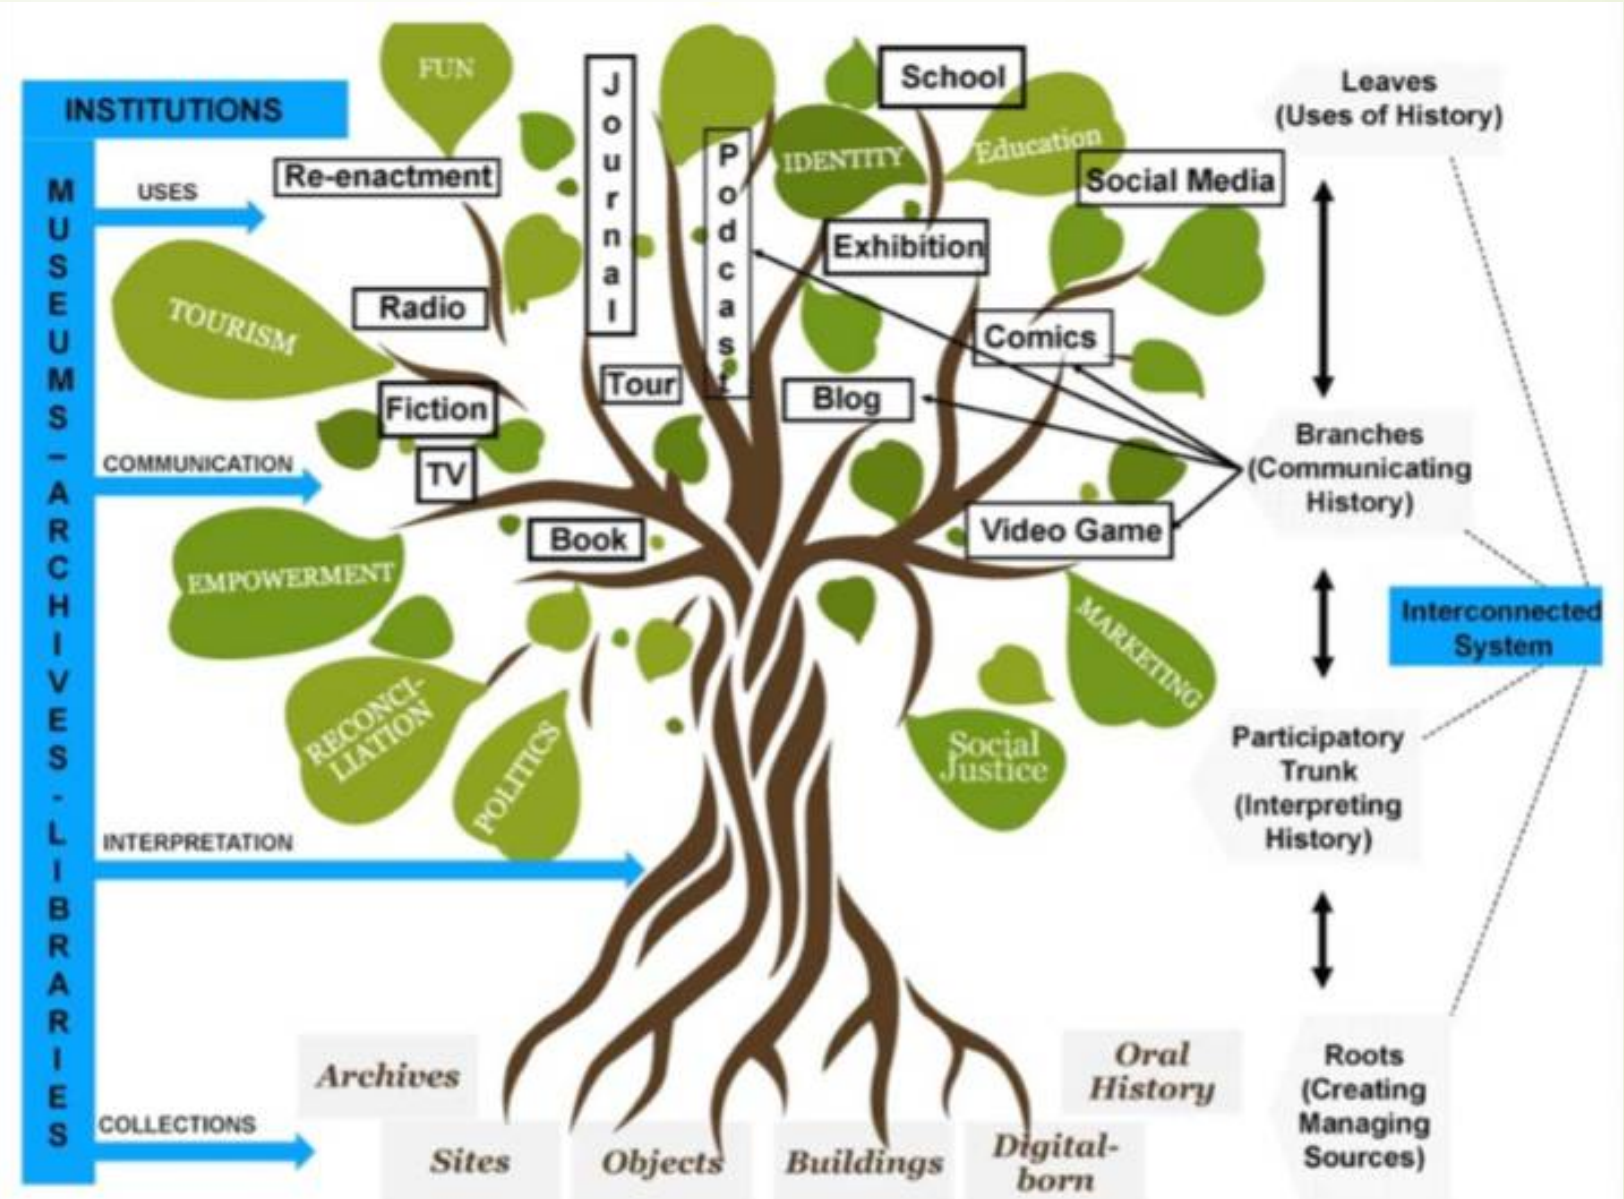 INSTITUTIONS
MUSEUMS-ARCHIVES-LIBRARIES
USES
COMMUNICATION
INTERPRETATION
COLLECTIONS
FUN
Re-enactment
Journal
Podcast
School
IDENTITY
Education
Social Media
Exhibition
TOURISM
Radio
Comics
Tour
Blog
Fiction
TV
Book
Video Game
EMPOWERMENT
MARKETING
RECONCI-
LIATION
POLITICS
Social
Justice
Archives
Sites
Objects
Buildings
Digital-
born
Oral
History
Leaves
(Uses of History)
Branches
(Communicating
History)
Interconnected
System
Participatory
Trunk
(Interpreting
History)
Roots
(Creating
Managing
Sources)